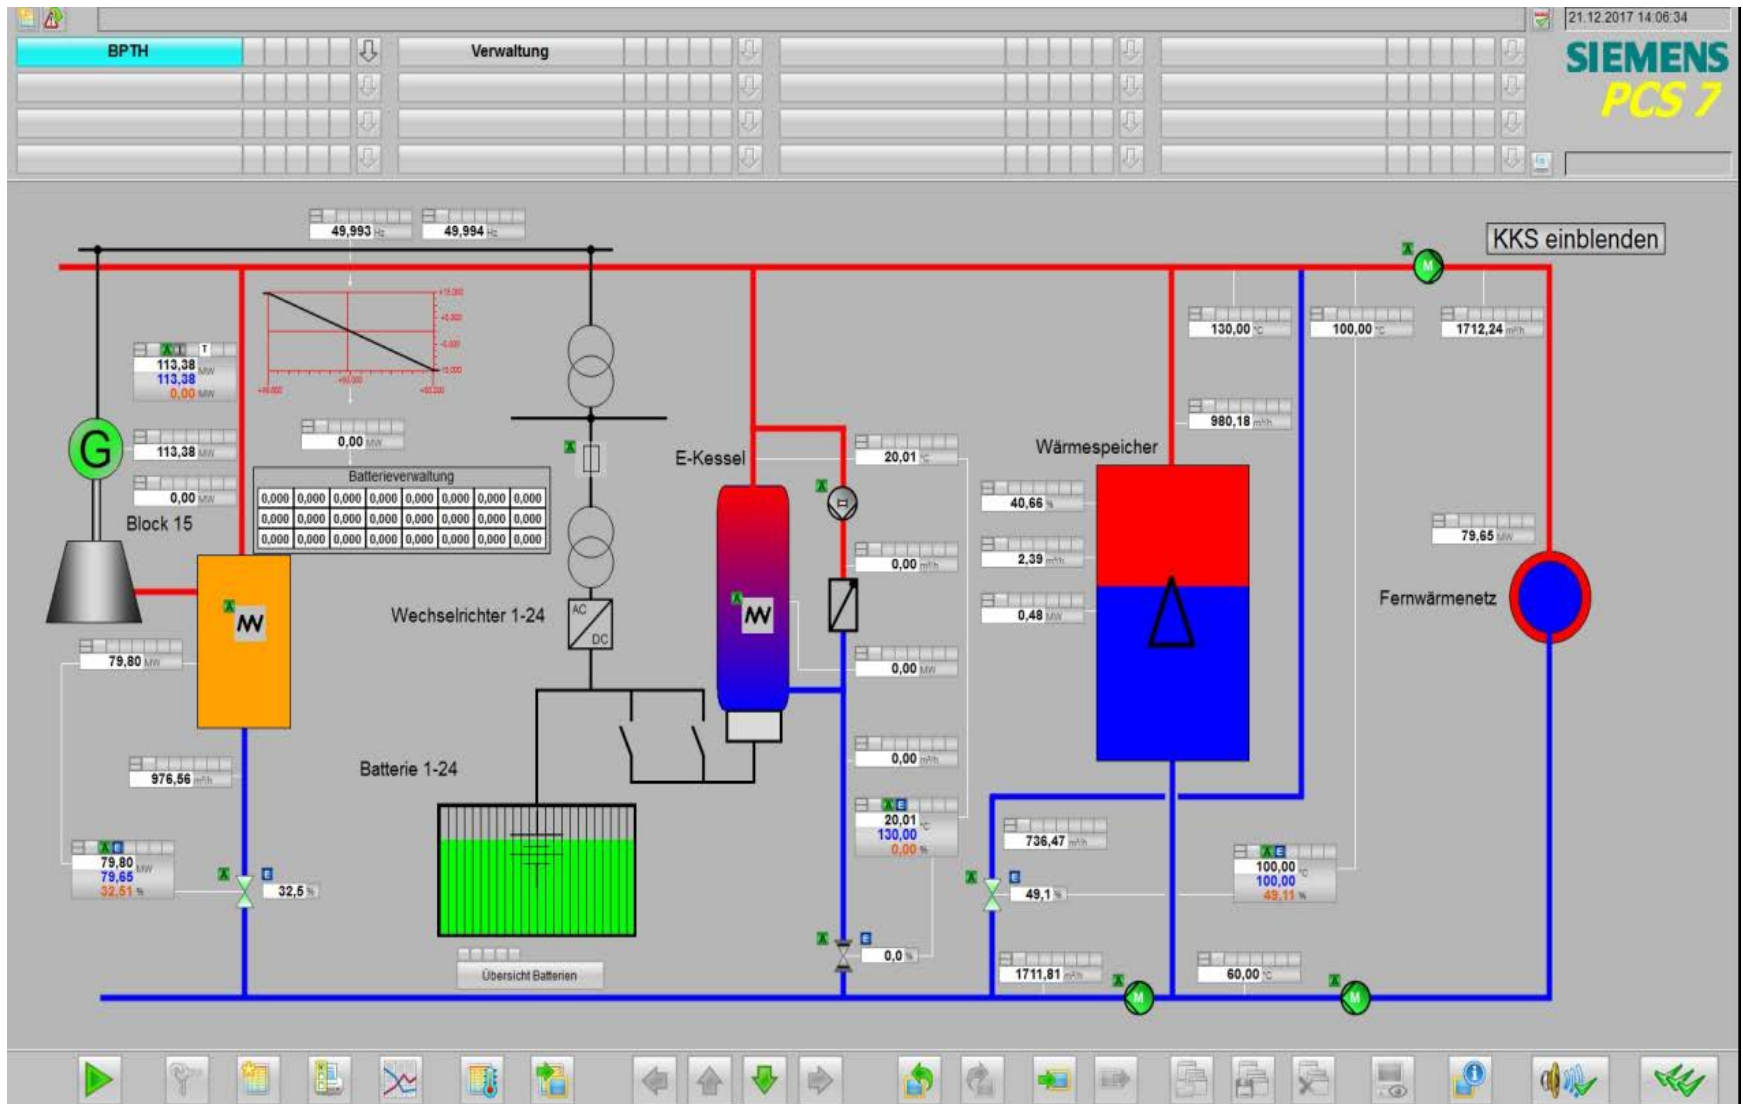 21.12.2017 14:06:34
BPTH
Verwaltung
SIEMENS
PCS 7
49,993 Hz
49,994 Hz
KKS einblenden
A
M
A T
113,38 MW
113,38
0,00 MW
130,00 °C
100,00 °C
1712,24 m³/h
G
113,38 MW
0,00 MW
0,00 MW
980,18 m³/h
A
E-Kessel
20,01 °C
Wärmespeicher
Batterieverwaltung
0,000 0,000 0,000 0,000 0,000 0,000 0,000 0,000
0,000 0,000 0,000 0,000 0,000 0,000 0,000 0,000
0,000 0,000 0,000 0,000 0,000 0,000 0,000 0,000
Block 15
A
40,66 %
79,65 MW
0,00 m³/h
2,39 m³/h
A
Wechselrichter 1-24
AC
DC
A
0,48 MW
Fernwärmenetz
79,80 MW
0,00 MW
976,56 m³/h
Batterie 1-24
0,00 m³/h
A E
20,01 °C
130,00
0,00 %
736,47 m³/h
A E
79,80 MW
79,65
32,51 %
A E
32,5 %
A E
49,1 %
A E
100,00 °C
100,00
49,11 %
A E
0,0 %
Übersicht Batterien
1711,81 m³/h
A
M
60,00 °C
A
M